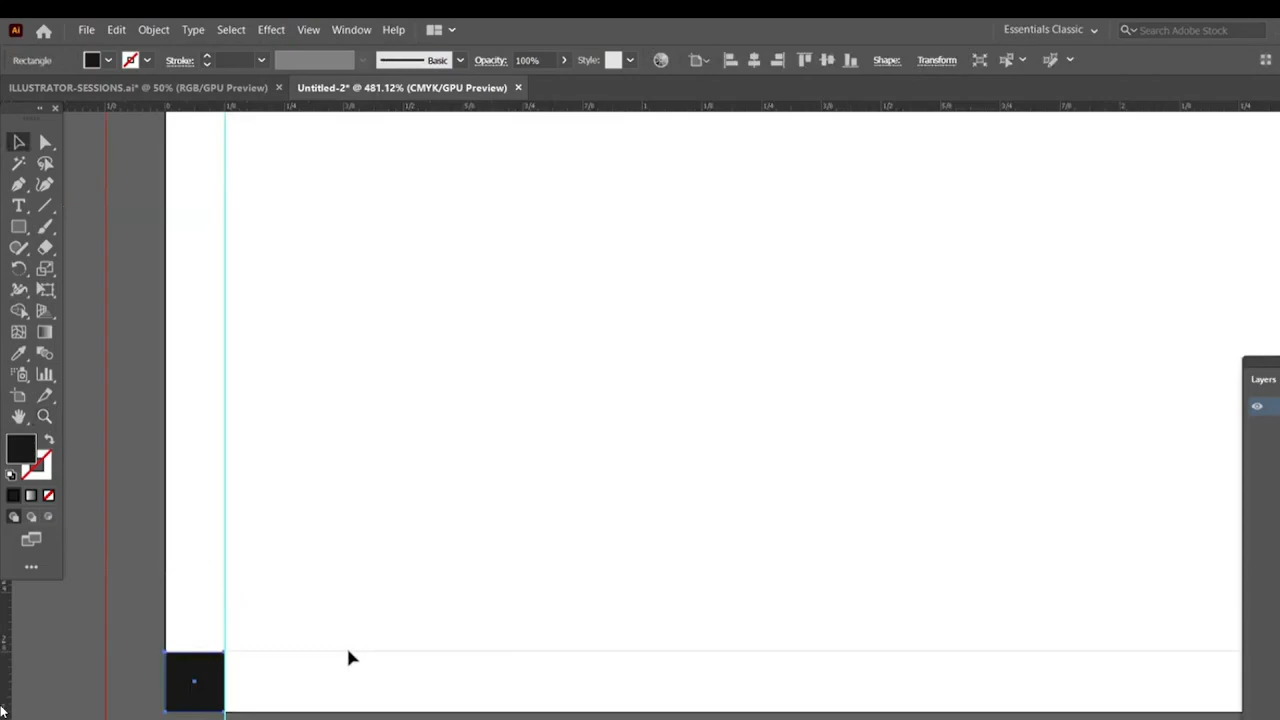 Ai File Edit Object Type Select Effect View Window Help Essentials Classic Search Adobe Stock
Rectangle Stroke: Basic Opacity: 100% Style: Shape: Transform
ILLUSTRATOR-SESSIONS.ai* @ 50% (RGB/GPU Preview) × Untitled-2* @ 481.12% (CMYK/GPU Preview) ×
Layers